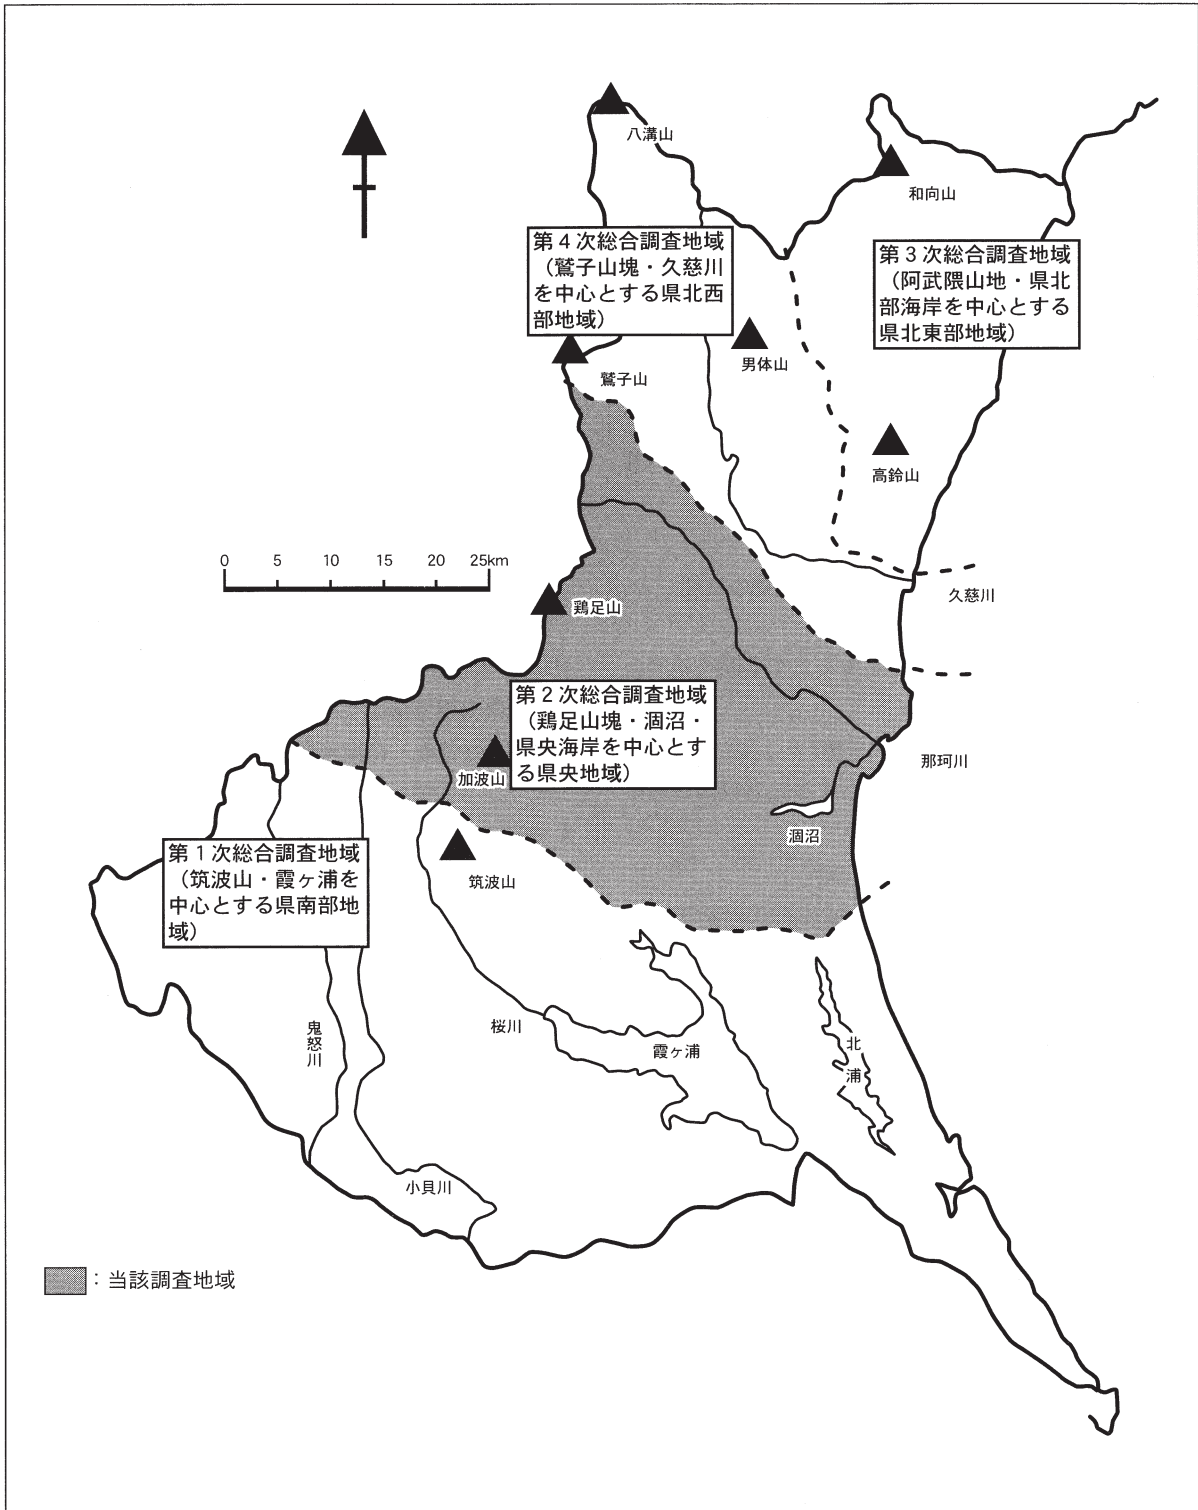 八溝山
和向山
第４次総合調査地域
（鷲子山塊・久慈川
を中心とする県北西
部地域）
第３次総合調査地域
（阿武隈山地・県北
部海岸を中心とする
県北東部地域）
男体山
鷲子山
高鈴山
0 5 10 15 20 25km
久慈川
鶏足山
第２次総合調査地域
（鶏足山塊・涸沼・
県央海岸を中心とす
る県央地域）
那珂川
加波山
涸沼
第１次総合調査地域
（筑波山・霞ヶ浦を
中心とする県南部地
域）
筑波山
鬼怒川
桜川
霞ヶ浦
北浦
小貝川
：当該調査地域